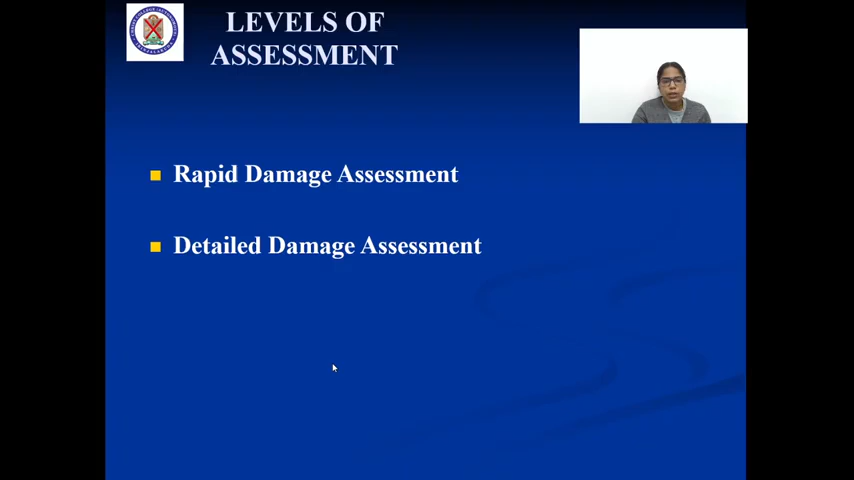 LEVELS OF
ASSESSMENT
Rapid Damage Assessment
Detailed Damage Assessment